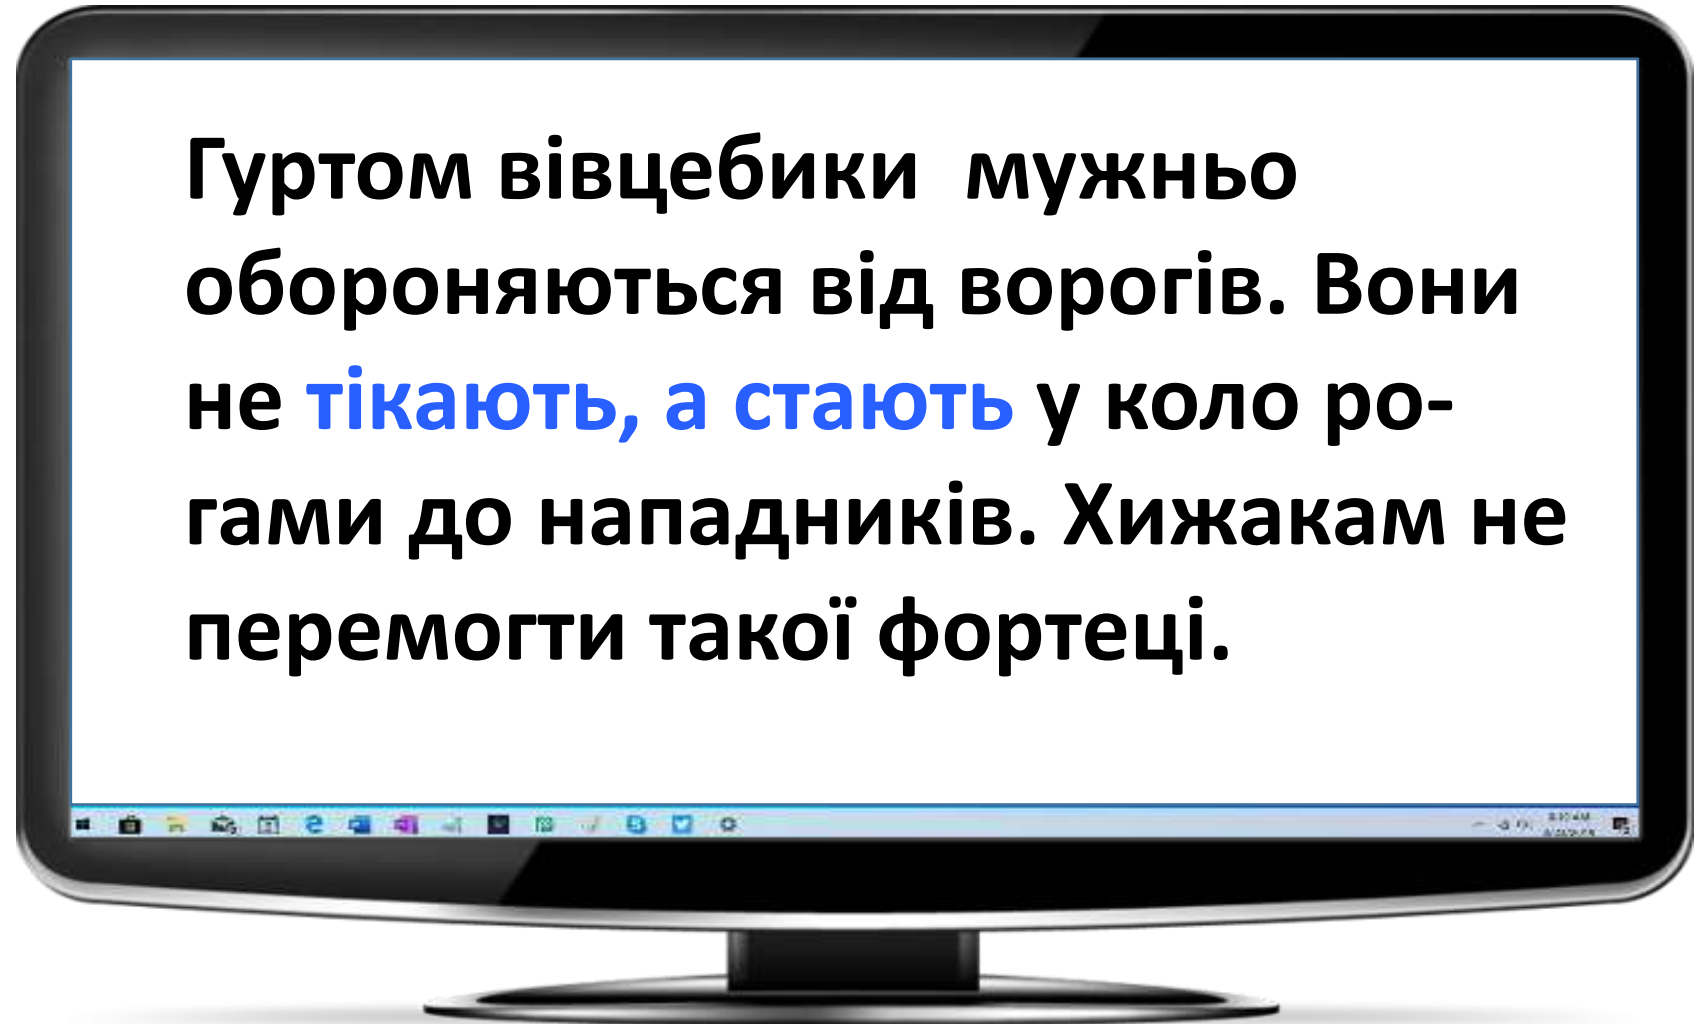 Гуртом вівцебики мужньо
обороняються від ворогів. Вони
не тікають, а стають у коло ро-
гами до нападників. Хижакам не
перемогти такої фортеці.